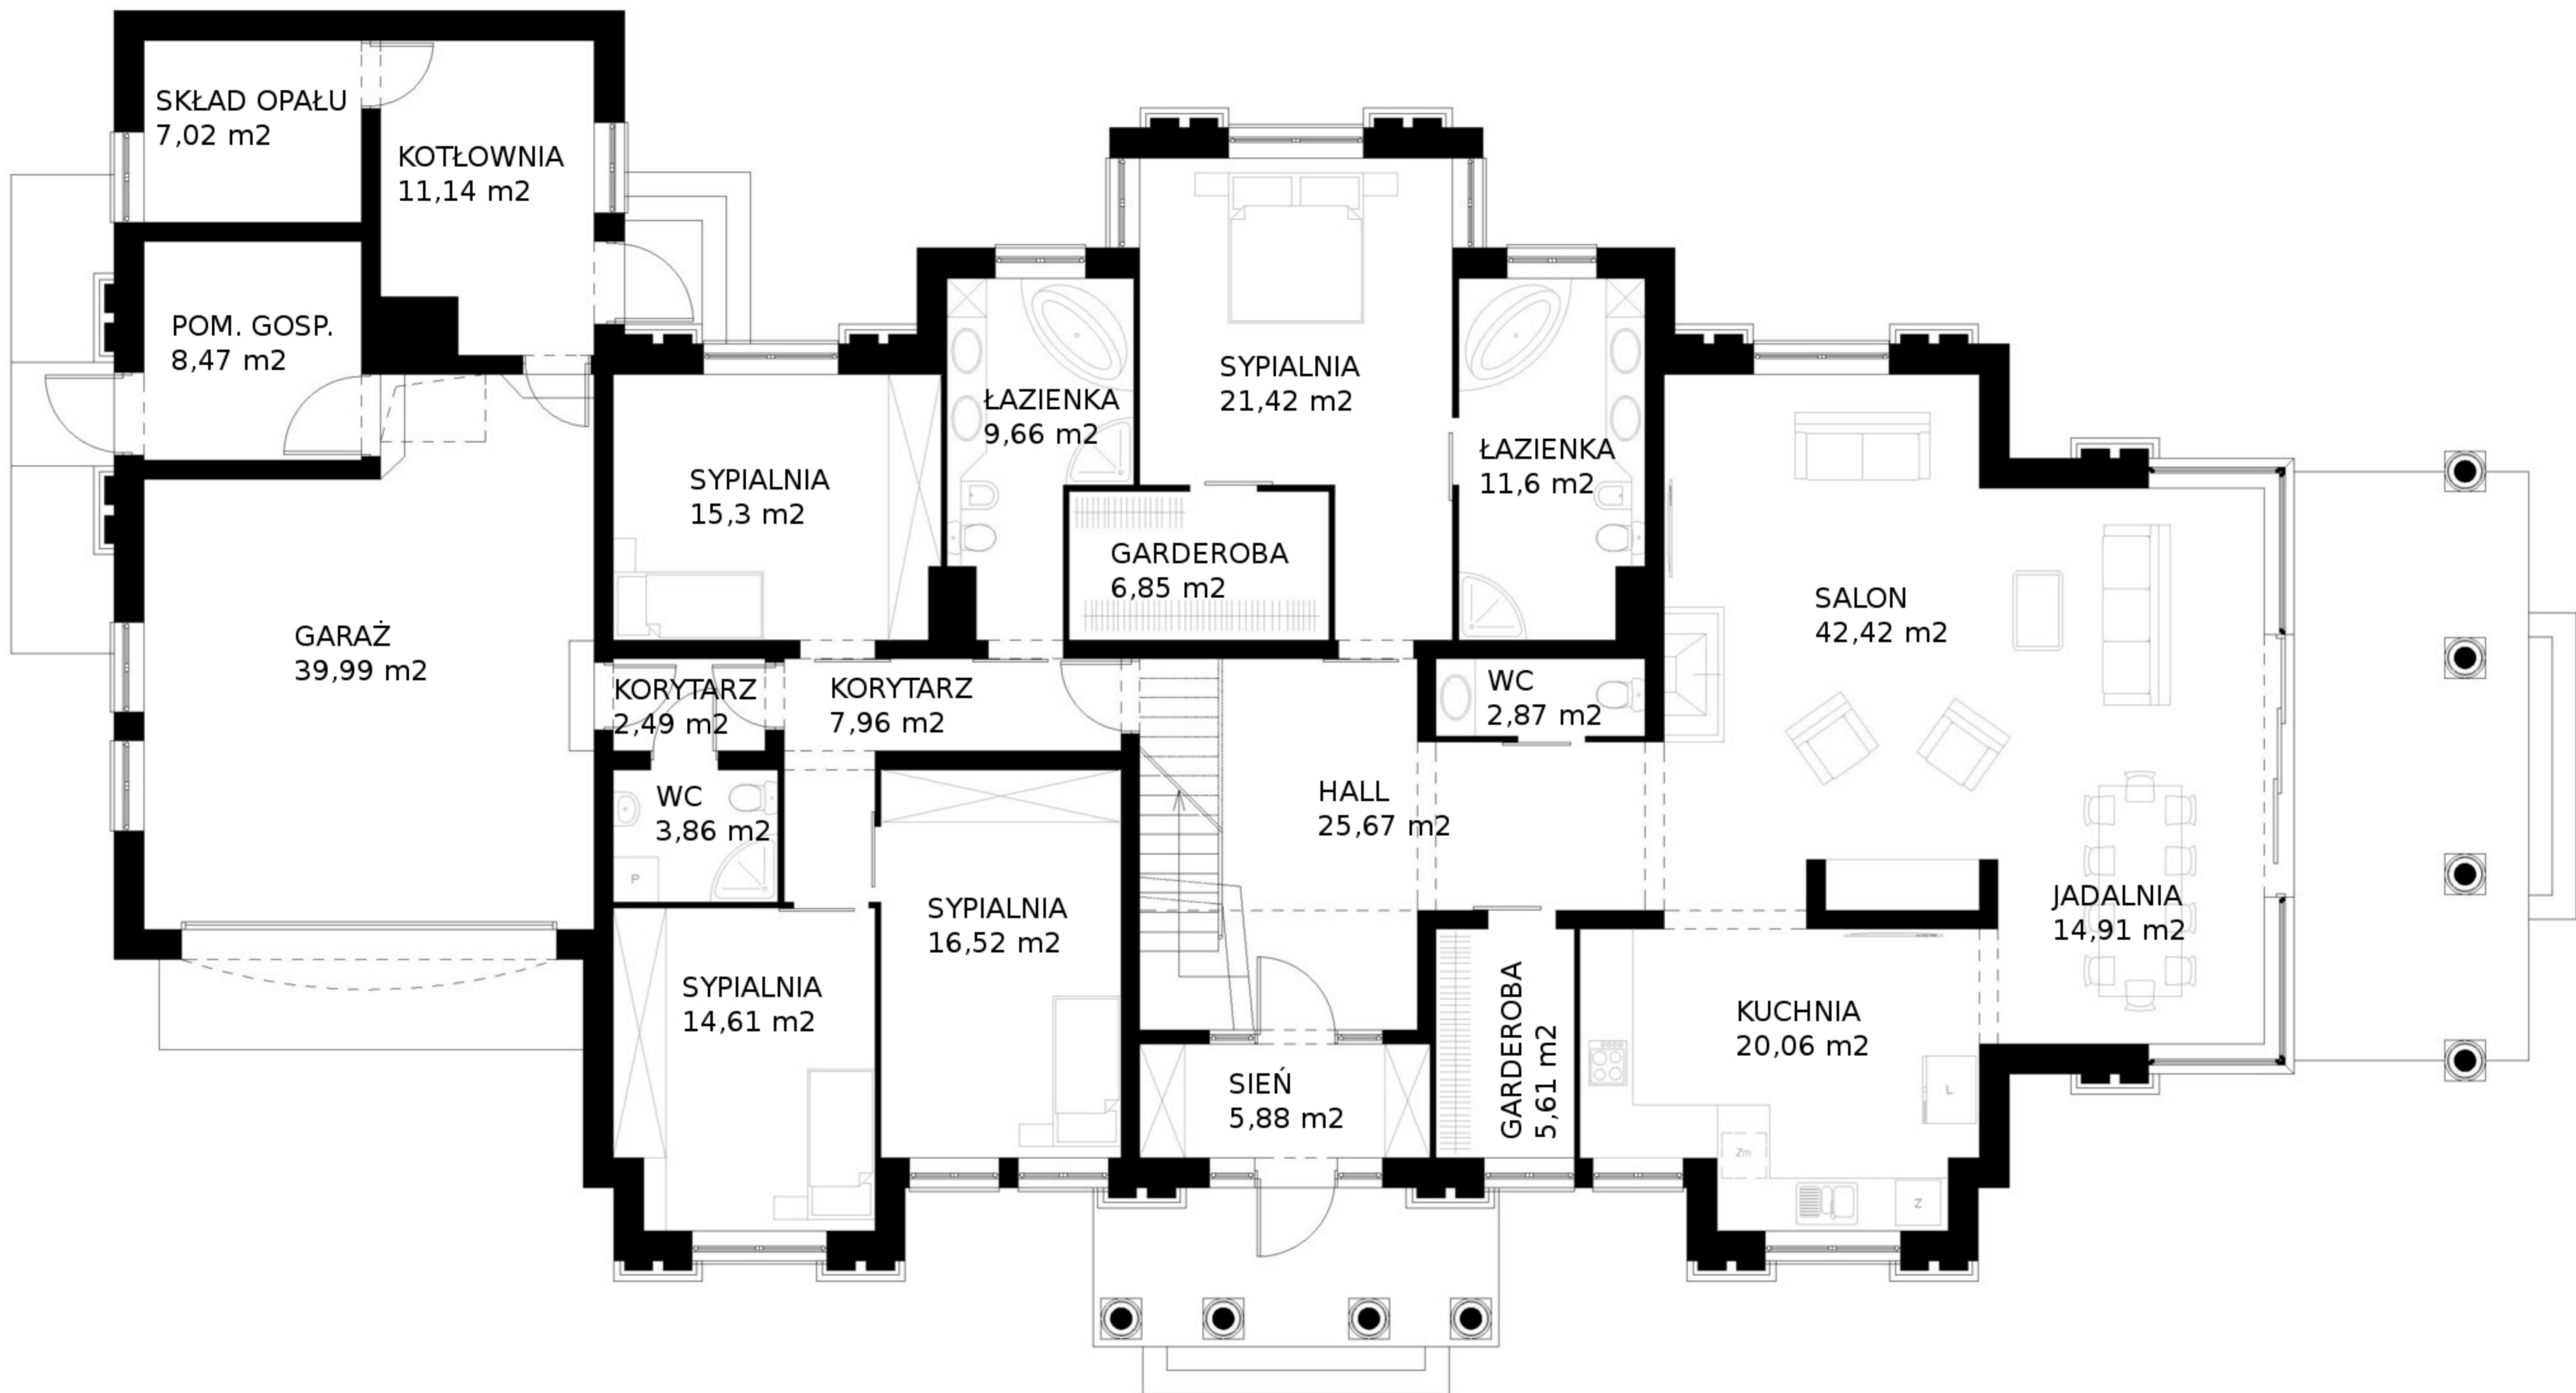 SKŁAD OPAŁU
7,02 m2
KOTŁOWNIA
11,14 m2
POM. GOSP.
8,47 m2
SYPIALNIA
21,42 m2
ŁAZIENKA
9,66 m2
ŁAZIENKA
11,6 m2
SYPIALNIA
15,3 m2
GARDEROBA
6,85 m2
SALON
42,42 m2
GARAŻ
39,99 m2
KORYTARZ
2,49 m2
KORYTARZ
7,96 m2
WC
2,87 m2
WC
3,86 m2
P
HALL
25,67 m2
SYPIALNIA
16,52 m2
JADALNIA
14,91 m2
SYPIALNIA
14,61 m2
GARDEROBA
5,61 m2
KUCHNIA
20,06 m2
SIEŃ
5,88 m2
L
Zm
Z